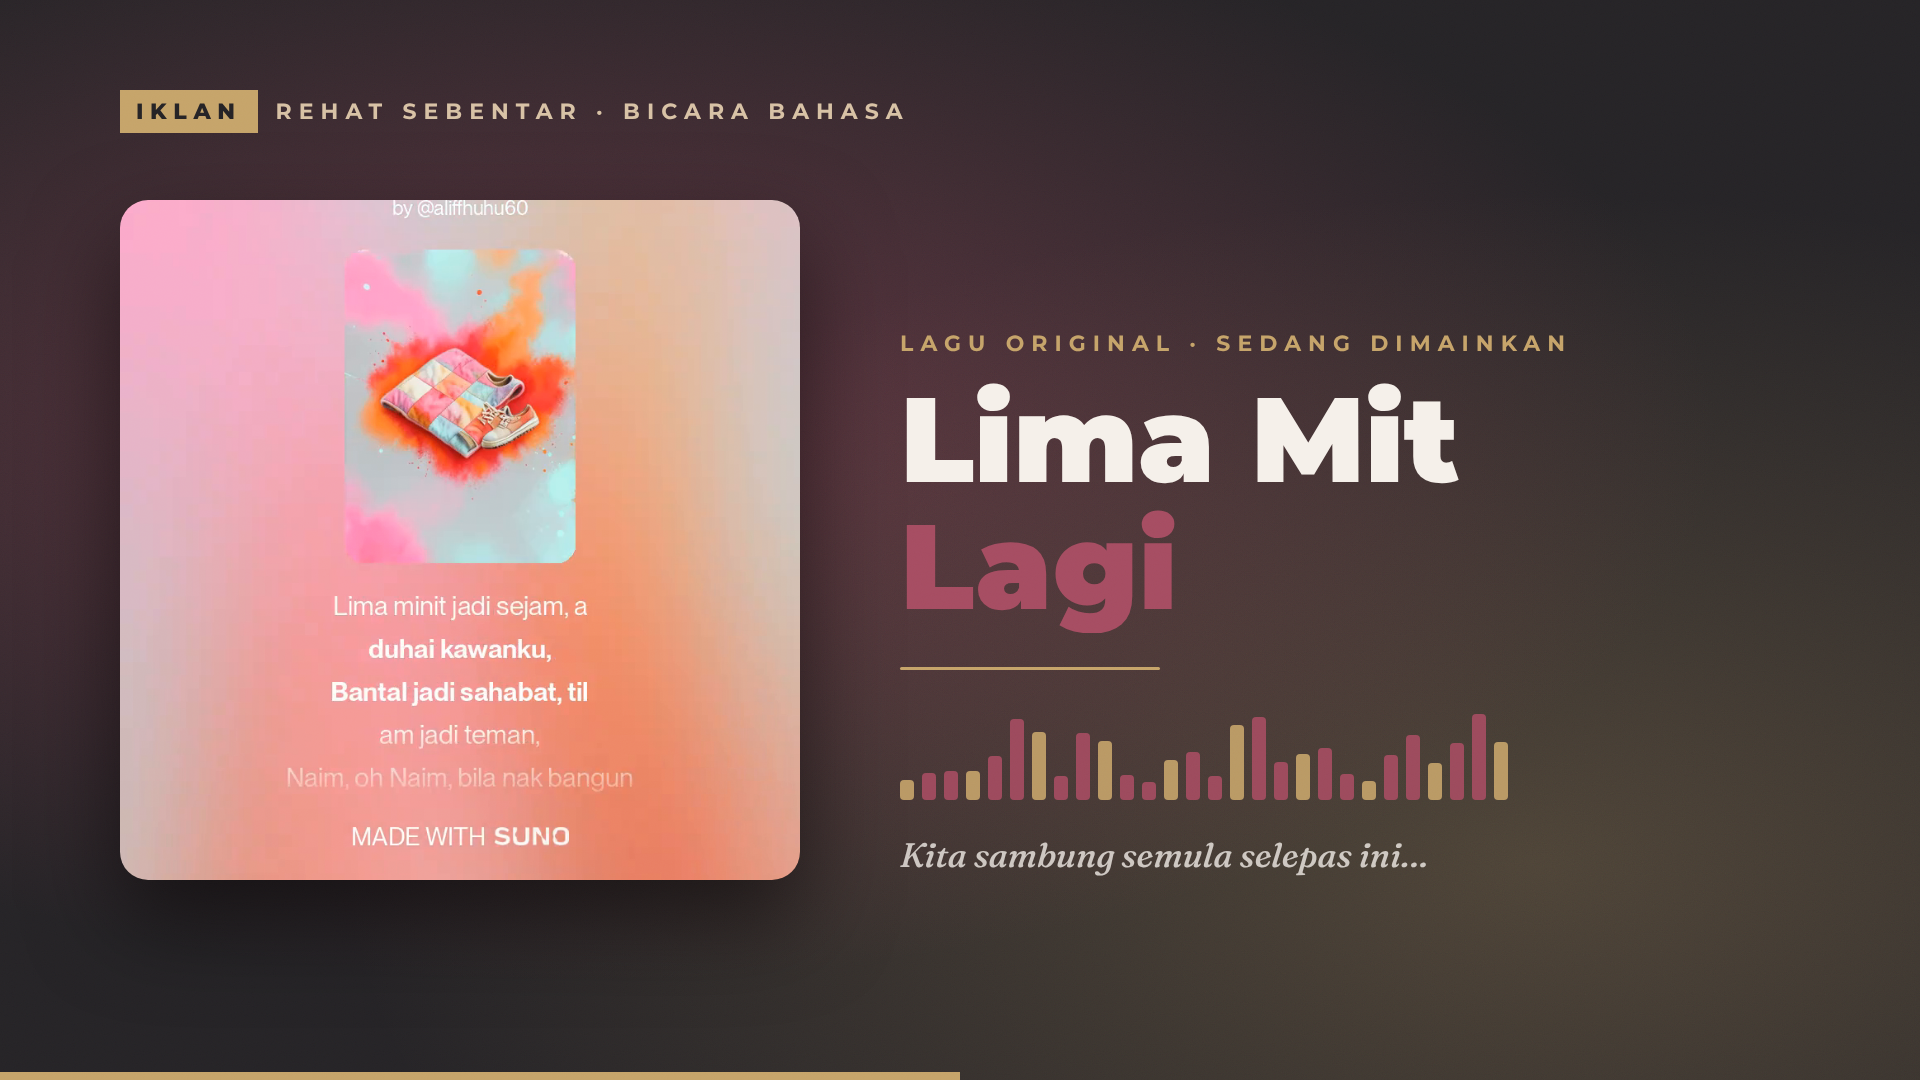 IKLAN REHAT SEBENTAR · BICARA BAHASA
by @aliffhuhu60
Lima minit jadi sejam, a
duhai kawanku,
Bantal jadi sahabat, til
am jadi teman,
Naim, oh Naim, bila nak bangun
MADE WITH SUNO
LAGU ORIGINAL · SEDANG DIMAINKAN
Lima Mit
Lagi
Kita sambung semula selepas ini...